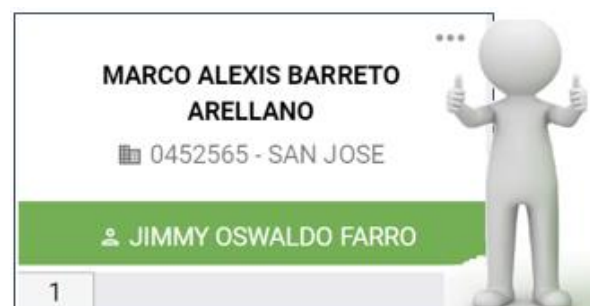 MARCO ALEXIS BARRETO
ARELLANO
0452565 - SAN JOSE
JIMMY OSWALDO FARRO
1